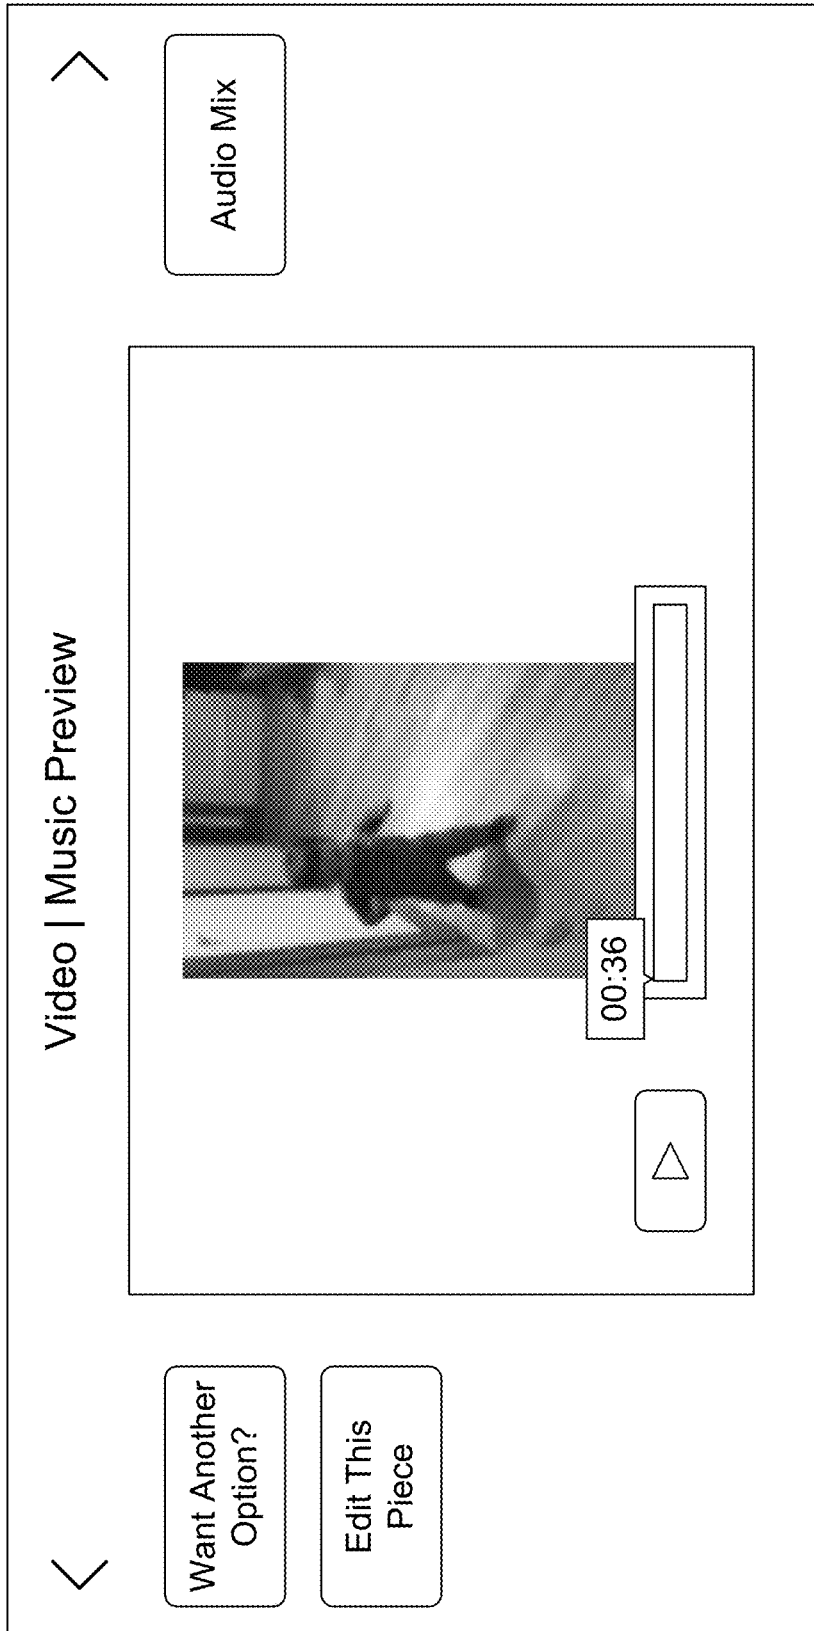 Video | Music Preview
Want Another
Option?
Edit This
Piece
Audio Mix
00:36